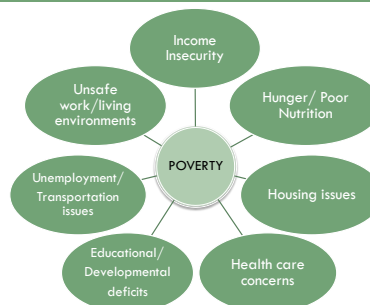 Income
Insecurity
Unsafe
work/living
environments
Hunger/ Poor
Nutrition
POVERTY
Unemployment/
Transportation
issues
Housing issues
Educational/
Developmental
deficits
Health care
concerns